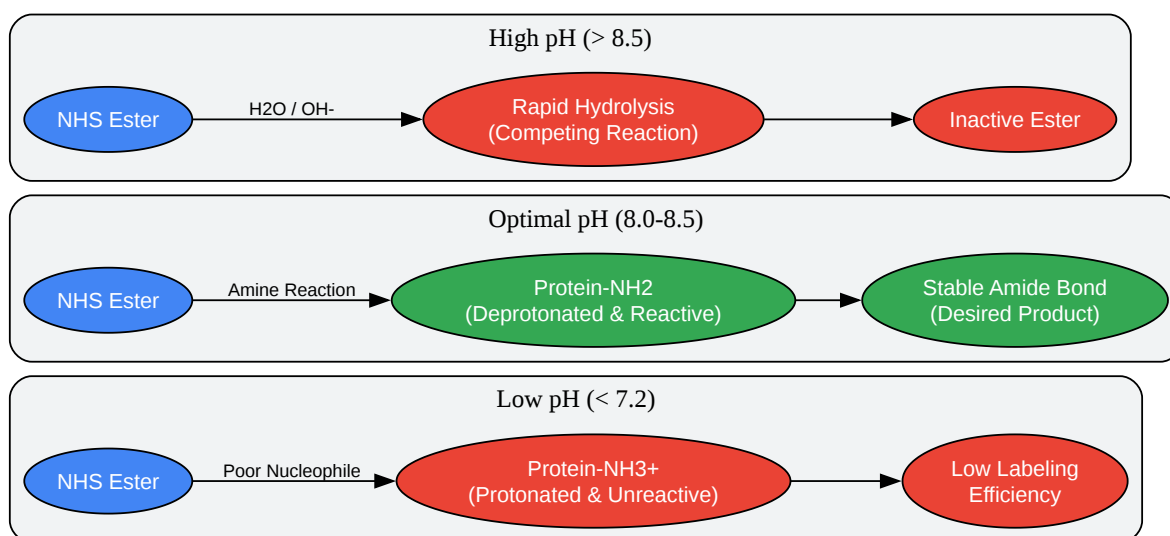 High pH (> 8.5)
NHS Ester
H2O / OH-
Rapid Hydrolysis
(Competing Reaction)
Inactive Ester
Optimal pH (8.0-8.5)
NHS Ester
Amine Reaction
Protein-NH2
(Deprotonated & Reactive)
Stable Amide Bond
(Desired Product)
Low pH (< 7.2)
NHS Ester
Poor Nucleophile
Protein-NH3+
(Protonated & Unreactive)
Low Labeling
Efficiency